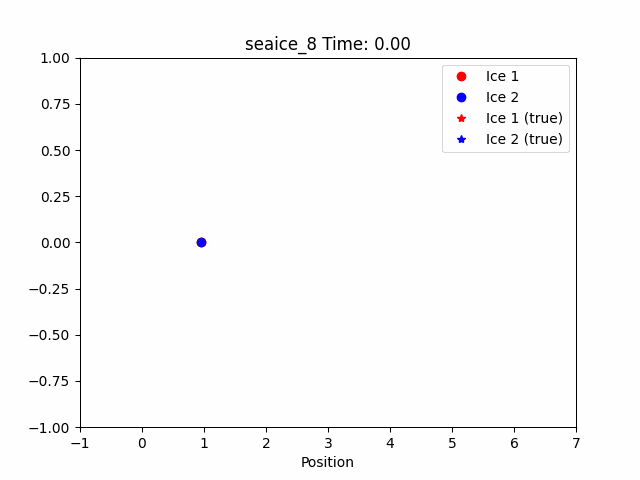 seaice_8 Time: 0.00
Ice 1
Ice 2
Ice 1 (true)
Ice 2 (true)
1.00
0.75
0.50
0.25
0.00
−0.25
−0.50
−0.75
−1.00
−1 0 1 2 3 4 5 6 7
Position